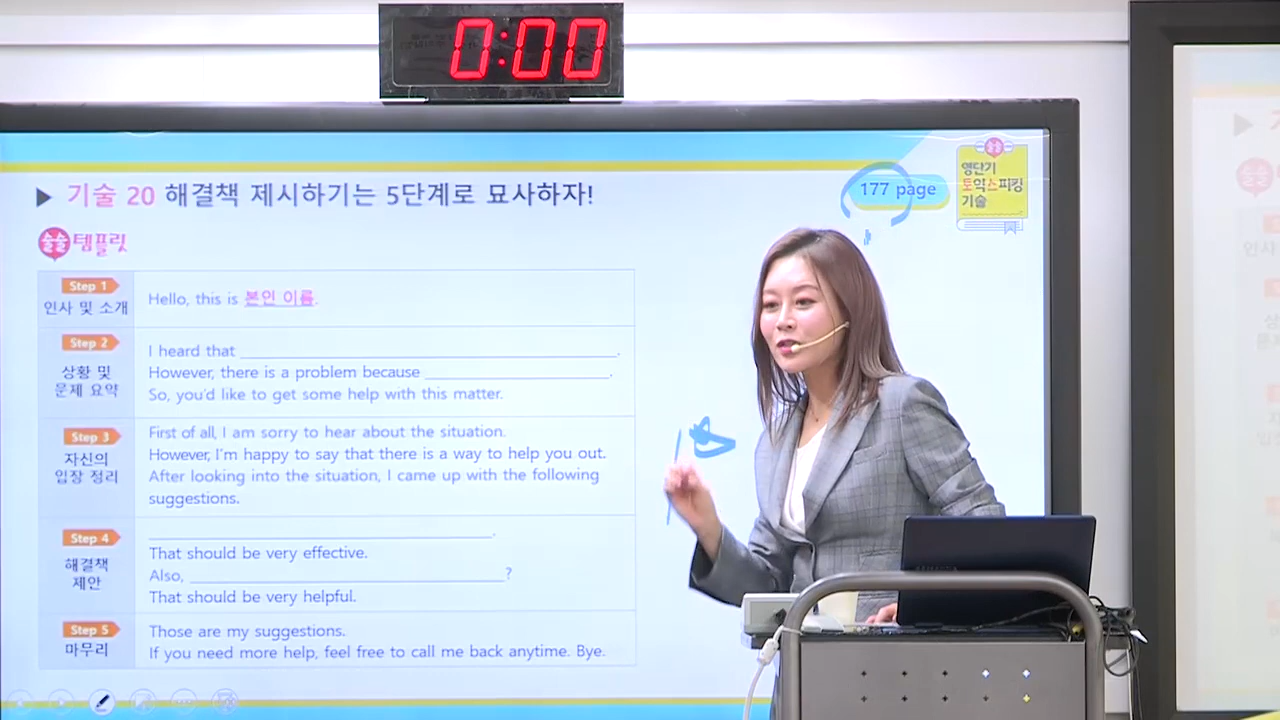 0:00
▶ 기술 20 해결책 제시하기는 5단계로 묘사하자!
177 page
영단기
토익스피킹
기술
술술템플릿
Step 1
인사 및 소개
Hello, this is 본인 이름.
Step 2
상황 및
문제 요약
I heard that ____________________.
However, there is a problem because ____________________.
So, you'd like to get some help with this matter.
Step 3
자신의
입장 정리
First of all, I am sorry to hear about the situation.
However, I'm happy to say that there is a way to help you out.
After looking into the situation, I came up with the following
suggestions.
Step 4
해결책
제안
____________________.
That should be very effective.
Also, ____________________?
That should be very helpful.
Step 5
마무리
Those are my suggestions.
If you need more help, feel free to call me back anytime. Bye.